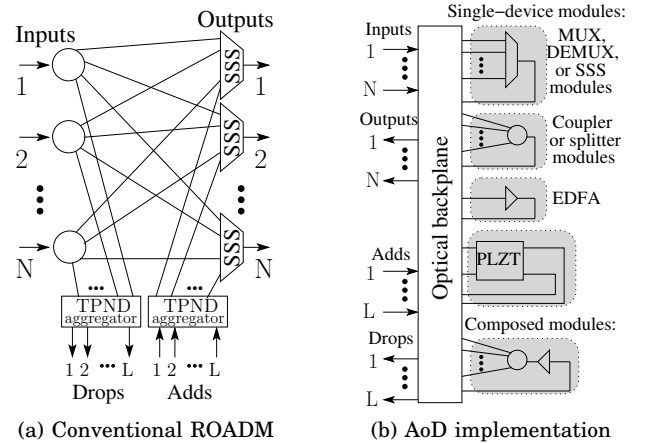 Inputs
Outputs
1
2
N
SSS
SSS
SSS
1
2
N
TPND
aggregator
TPND
aggregator
1 2 ••• L
Drops
1 2 ••• L
Adds
(a) Conventional ROADM
Inputs
1
N
Outputs
1
N
Adds
1
L
Drops
1
L
Optical backplane
Single−device modules:
MUX,
DEMUX,
or SSS
modules
Coupler
or splitter
modules
EDFA
PLZT
Composed modules:
(b) AoD implementation